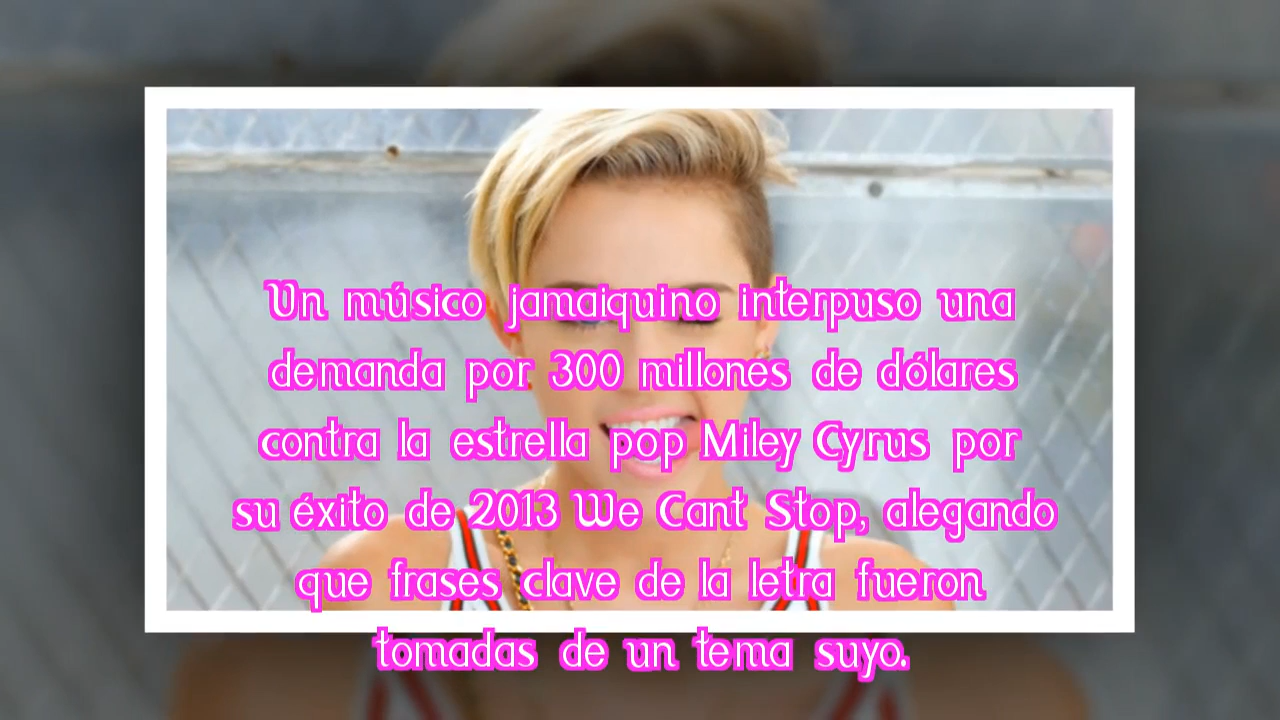 Un músico jamaiquino interpuso una
demanda por 300 millones de dólares
contra la estrella pop Miley Cyrus por
su éxito de 2013 We Cant Stop, alegando
que frases clave de la letra fueron
tomadas de un tema suyo.